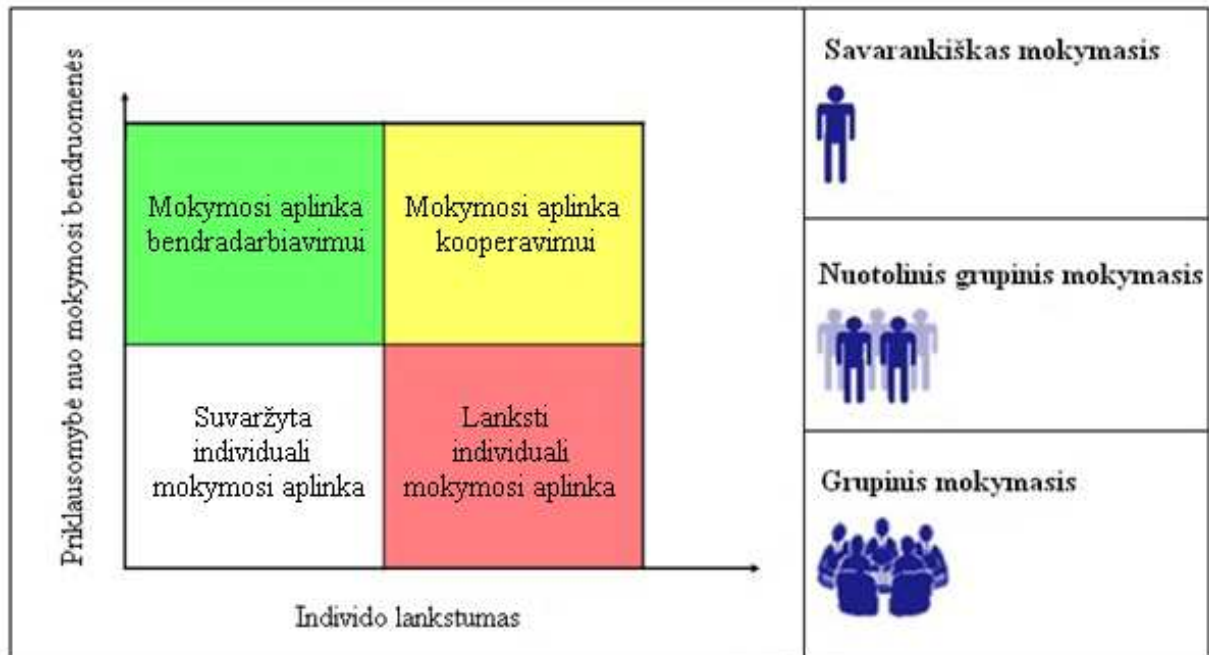 Priklausomybė nuo mokymosi bendruomenės
Mokymosi aplinka
bendradarbiavimui
Mokymosi aplinka
kooperavimui
Suvaržyta
individuali
mokymosi aplinka
Lanksti
individuali
mokymosi aplinka
Individo lankstumas
Savarankiškas mokymasis
Nuotolinis grupinis mokymasis
Grupinis mokymasis